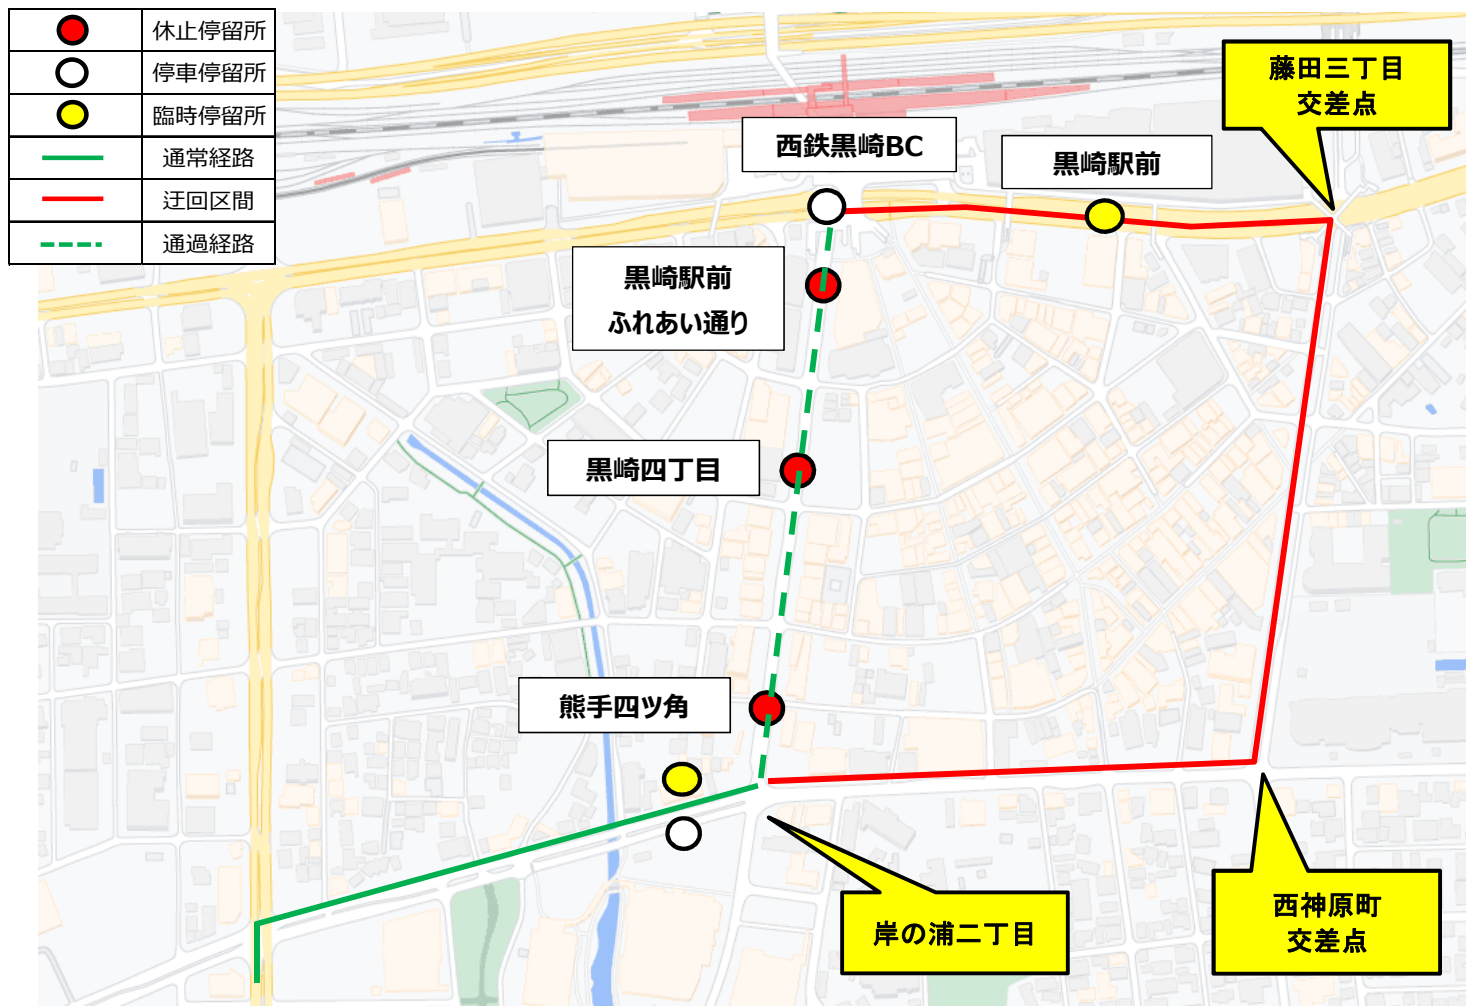 休止停留所
停車停留所
臨時停留所
通常経路
迂回区間
通過経路
藤田三丁目
交差点
西鉄黒崎BC
黒崎駅前
黒崎駅前
ふれあい通り
黒崎四丁目
熊手四ツ角
岸の浦二丁目
西神原町
交差点